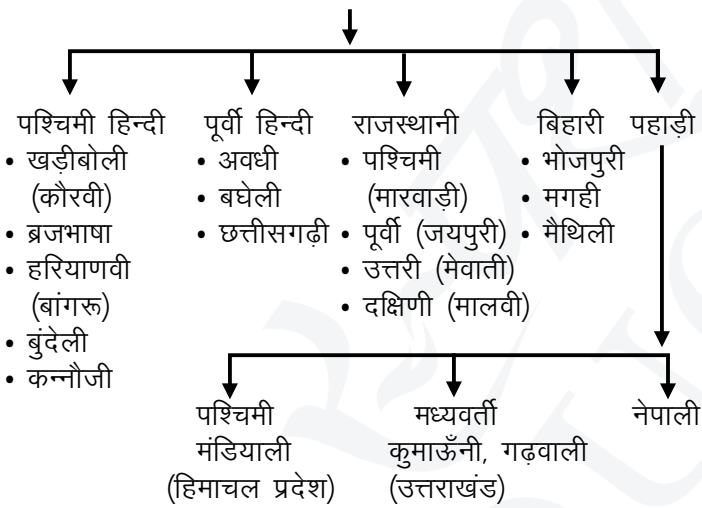 पश्चिमी हिन्दी
• खड़ीबोली
(कौरवी)
• ब्रजभाषा
• हरियाणवी
(बांगरू)
• बुंदेली
• कन्नौजी
पूर्वी हिन्दी
• अवधी
• बघेली
• छत्तीसगढ़ी
राजस्थानी
• पश्चिमी
(मारवाड़ी)
• पूर्वी (जयपुरी)
• उत्तरी (मेवाती)
• दक्षिणी (मालवी)
बिहारी
• भोजपुरी
• मगही
• मैथिली
पहाड़ी
पश्चिमी
मंडियाली
(हिमाचल प्रदेश)
मध्यवर्ती
कुमाऊँनी, गढ़वाली
(उत्तराखंड)
नेपाली